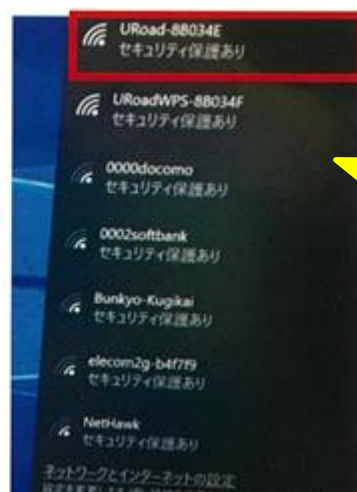 URoad-8B034E
セキュリティ保護あり
URoadWPS-8B034F
セキュリティ保護あり
0000docomo
セキュリティ保護あり
0002softbank
セキュリティ保護あり
Bunkyo-Kugikai
セキュリティ保護あり
elecom2g-b4f7f9
セキュリティ保護あり
NetHawk
セキュリティ保護あり
ネットワークとインターネットの設定